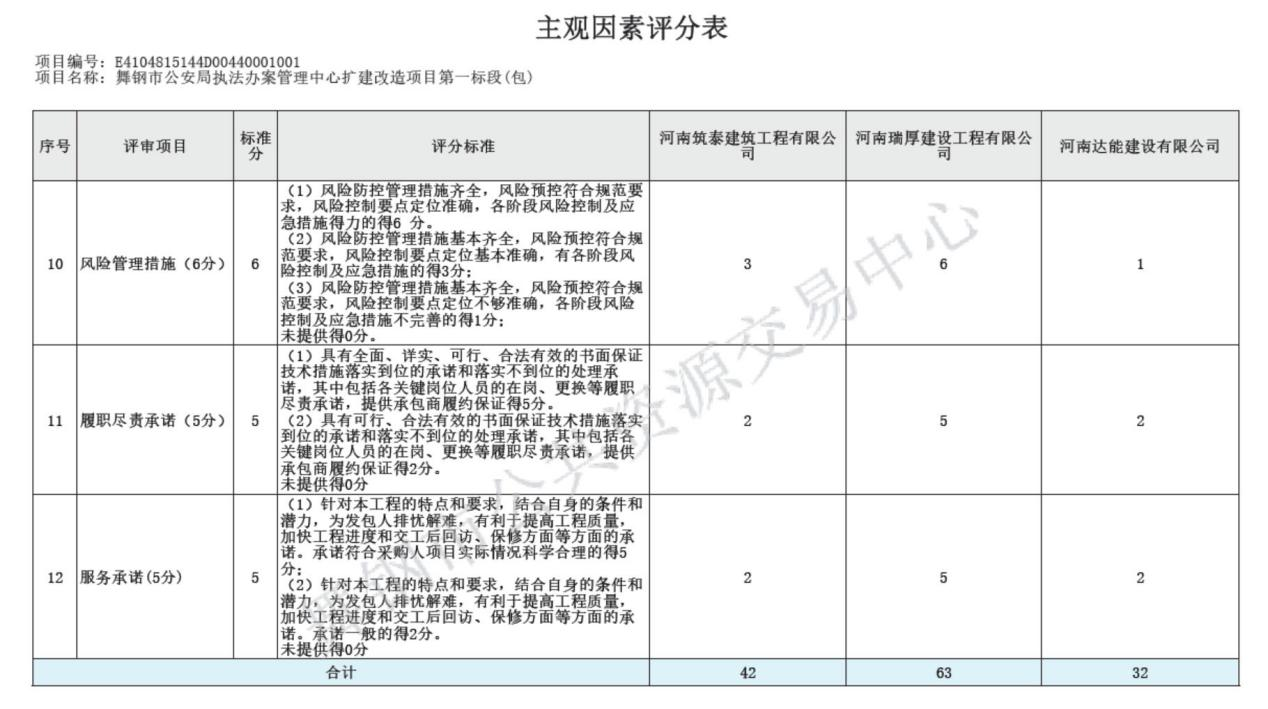 主观因素评分表
项目编号：E4104815144D00440001001
项目名称：舞钢市公安局执法办案管理中心扩建改造项目第一标段(包)
序号
评审项目
标准
分
评分标准
河南筑泰建筑工程有限公
司
河南瑞厚建设工程有限公
司
河南达能建设有限公司
10
风险管理措施（6分）
6
（1）风险防控管理措施齐全，风险预控符合规范要
求，风险控制要点定位准确，各阶段风险控制及应
急措施得力的得6 分。
（2）风险防控管理措施基本齐全，风险预控符合规
范要求，风险控制要点定位基本准确，有各阶段风
险控制及应急措施的得3分；
（3）风险防控管理措施基本齐全，风险预控符合规
范要求，风险控制要点定位不够准确，各阶段风险
控制及应急措施不完善的得1分；
未提供得0分。
3
6
1
11
履职尽责承诺（5分）
5
（1）具有全面、详实、可行、合法有效的书面保证
技术措施落实到位的承诺和落实不到位的处理承
诺，其中包括各关键岗位人员的在岗、更换等履职
尽责承诺，提供承包商履约保证得5分。
（2）具有可行、合法有效的书面保证技术措施落实
到位的承诺和落实不到位的处理承诺，其中包括各
关键岗位人员的在岗、更换等履职尽责承诺，提供
承包商履约保证得2分。
未提供得0分
2
5
2
12
服务承诺(5分)
5
（1）针对本工程的特点和要求，结合自身的条件和
潜力，为发包人排忧解难，有利于提高工程质量，
加快工程进度和交工后回访、保修方面等方面的承
诺。承诺符合采购人项目实际情况科学合理的得5
分；
（2）针对本工程的特点和要求，结合自身的条件和
潜力，为发包人排忧解难，有利于提高工程质量，
加快工程进度和交工后回访、保修方面等方面的承
诺。承诺一般的得2分。
未提供得0分
2
5
2
合计
42
63
32
舞钢市公共资源交易中心